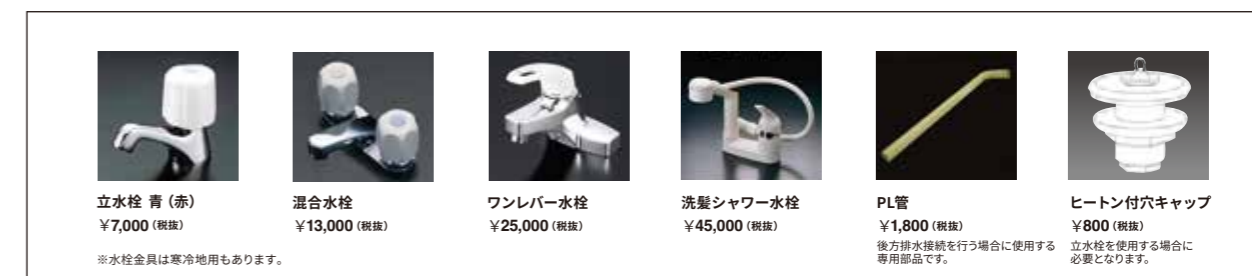 立水栓 青（赤）
￥7,000（税抜）
※水栓金具は寒冷地用もあります。
混合水栓
￥13,000（税抜）
ワンレバー水栓
￥25,000（税抜）
洗髪シャワー水栓
￥45,000（税抜）
PL管
￥1,800（税抜）
後方排水接続を行う場合に使用する
専用部品です。
ヒートン付穴キャップ
￥800（税抜）
立水栓を使用する場合に
必要となります。